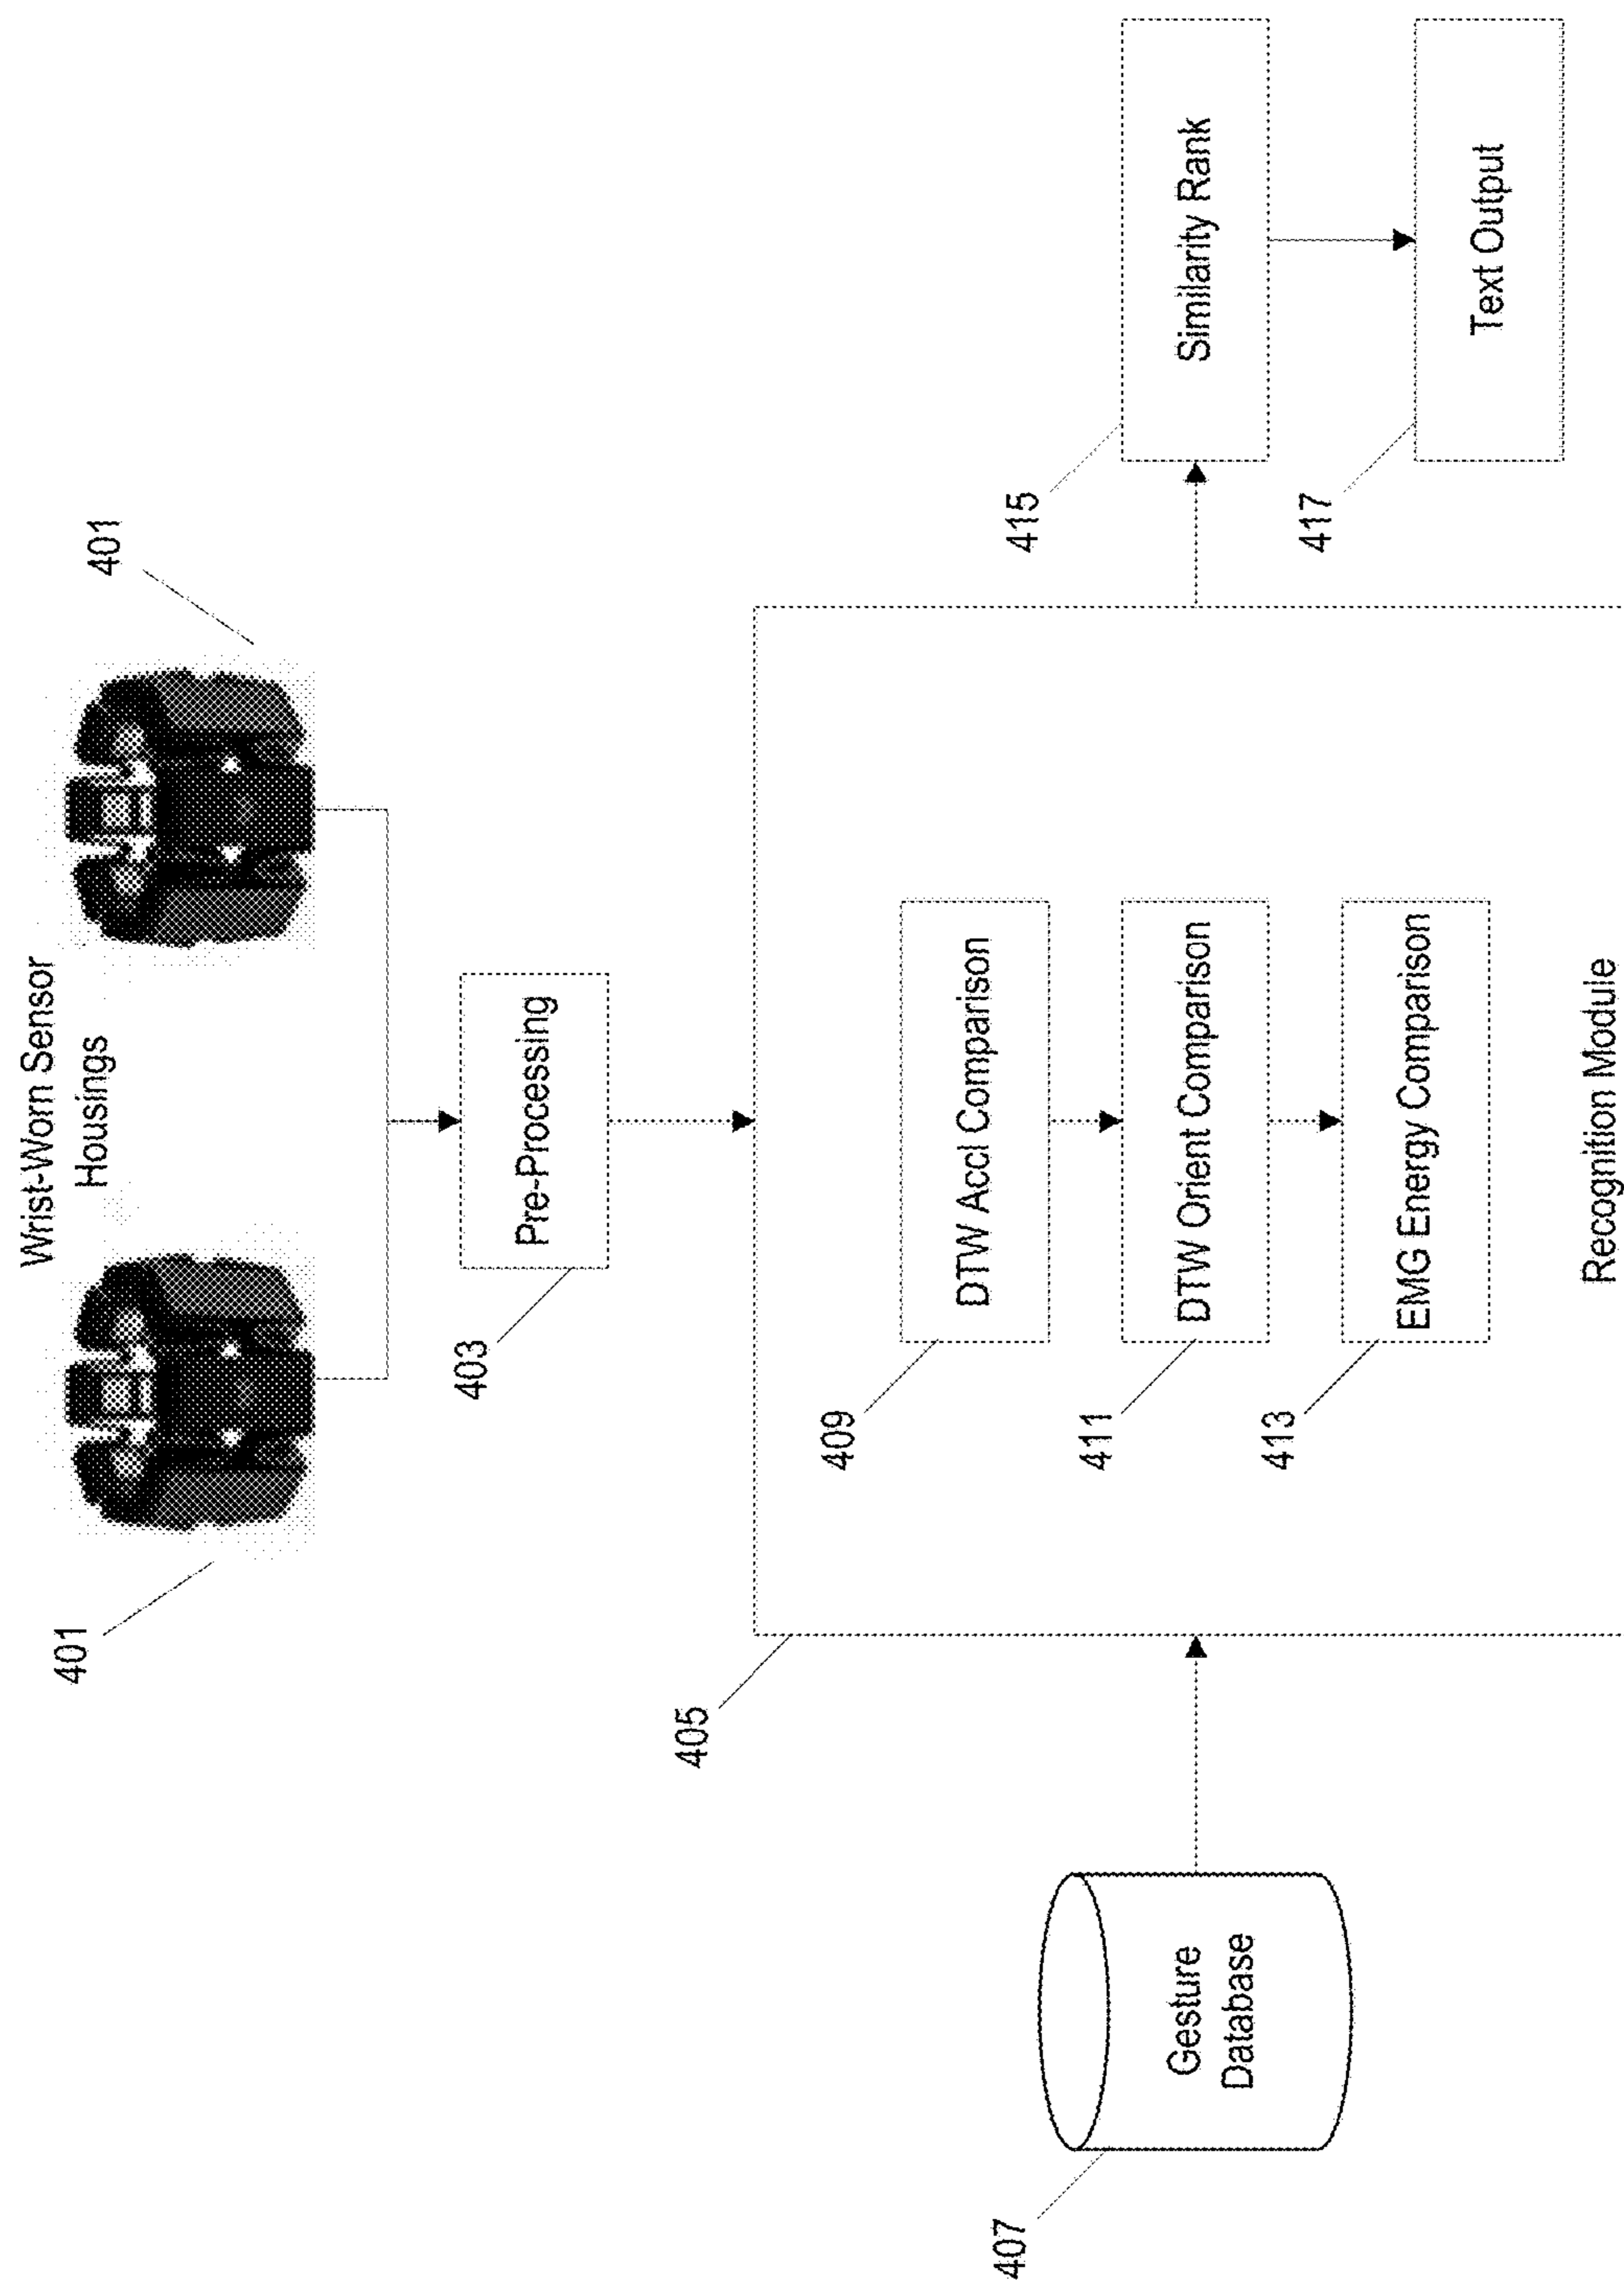 Wrist-Worn Sensor
Housings
401
401
Pre-Processing
403
405
DTW Accl Comparison
409
DTW Orient Comparison
411
EMG Energy Comparison
413
Recognition Module
Gesture
Database
407
Similarity Rank
415
Text Output
417